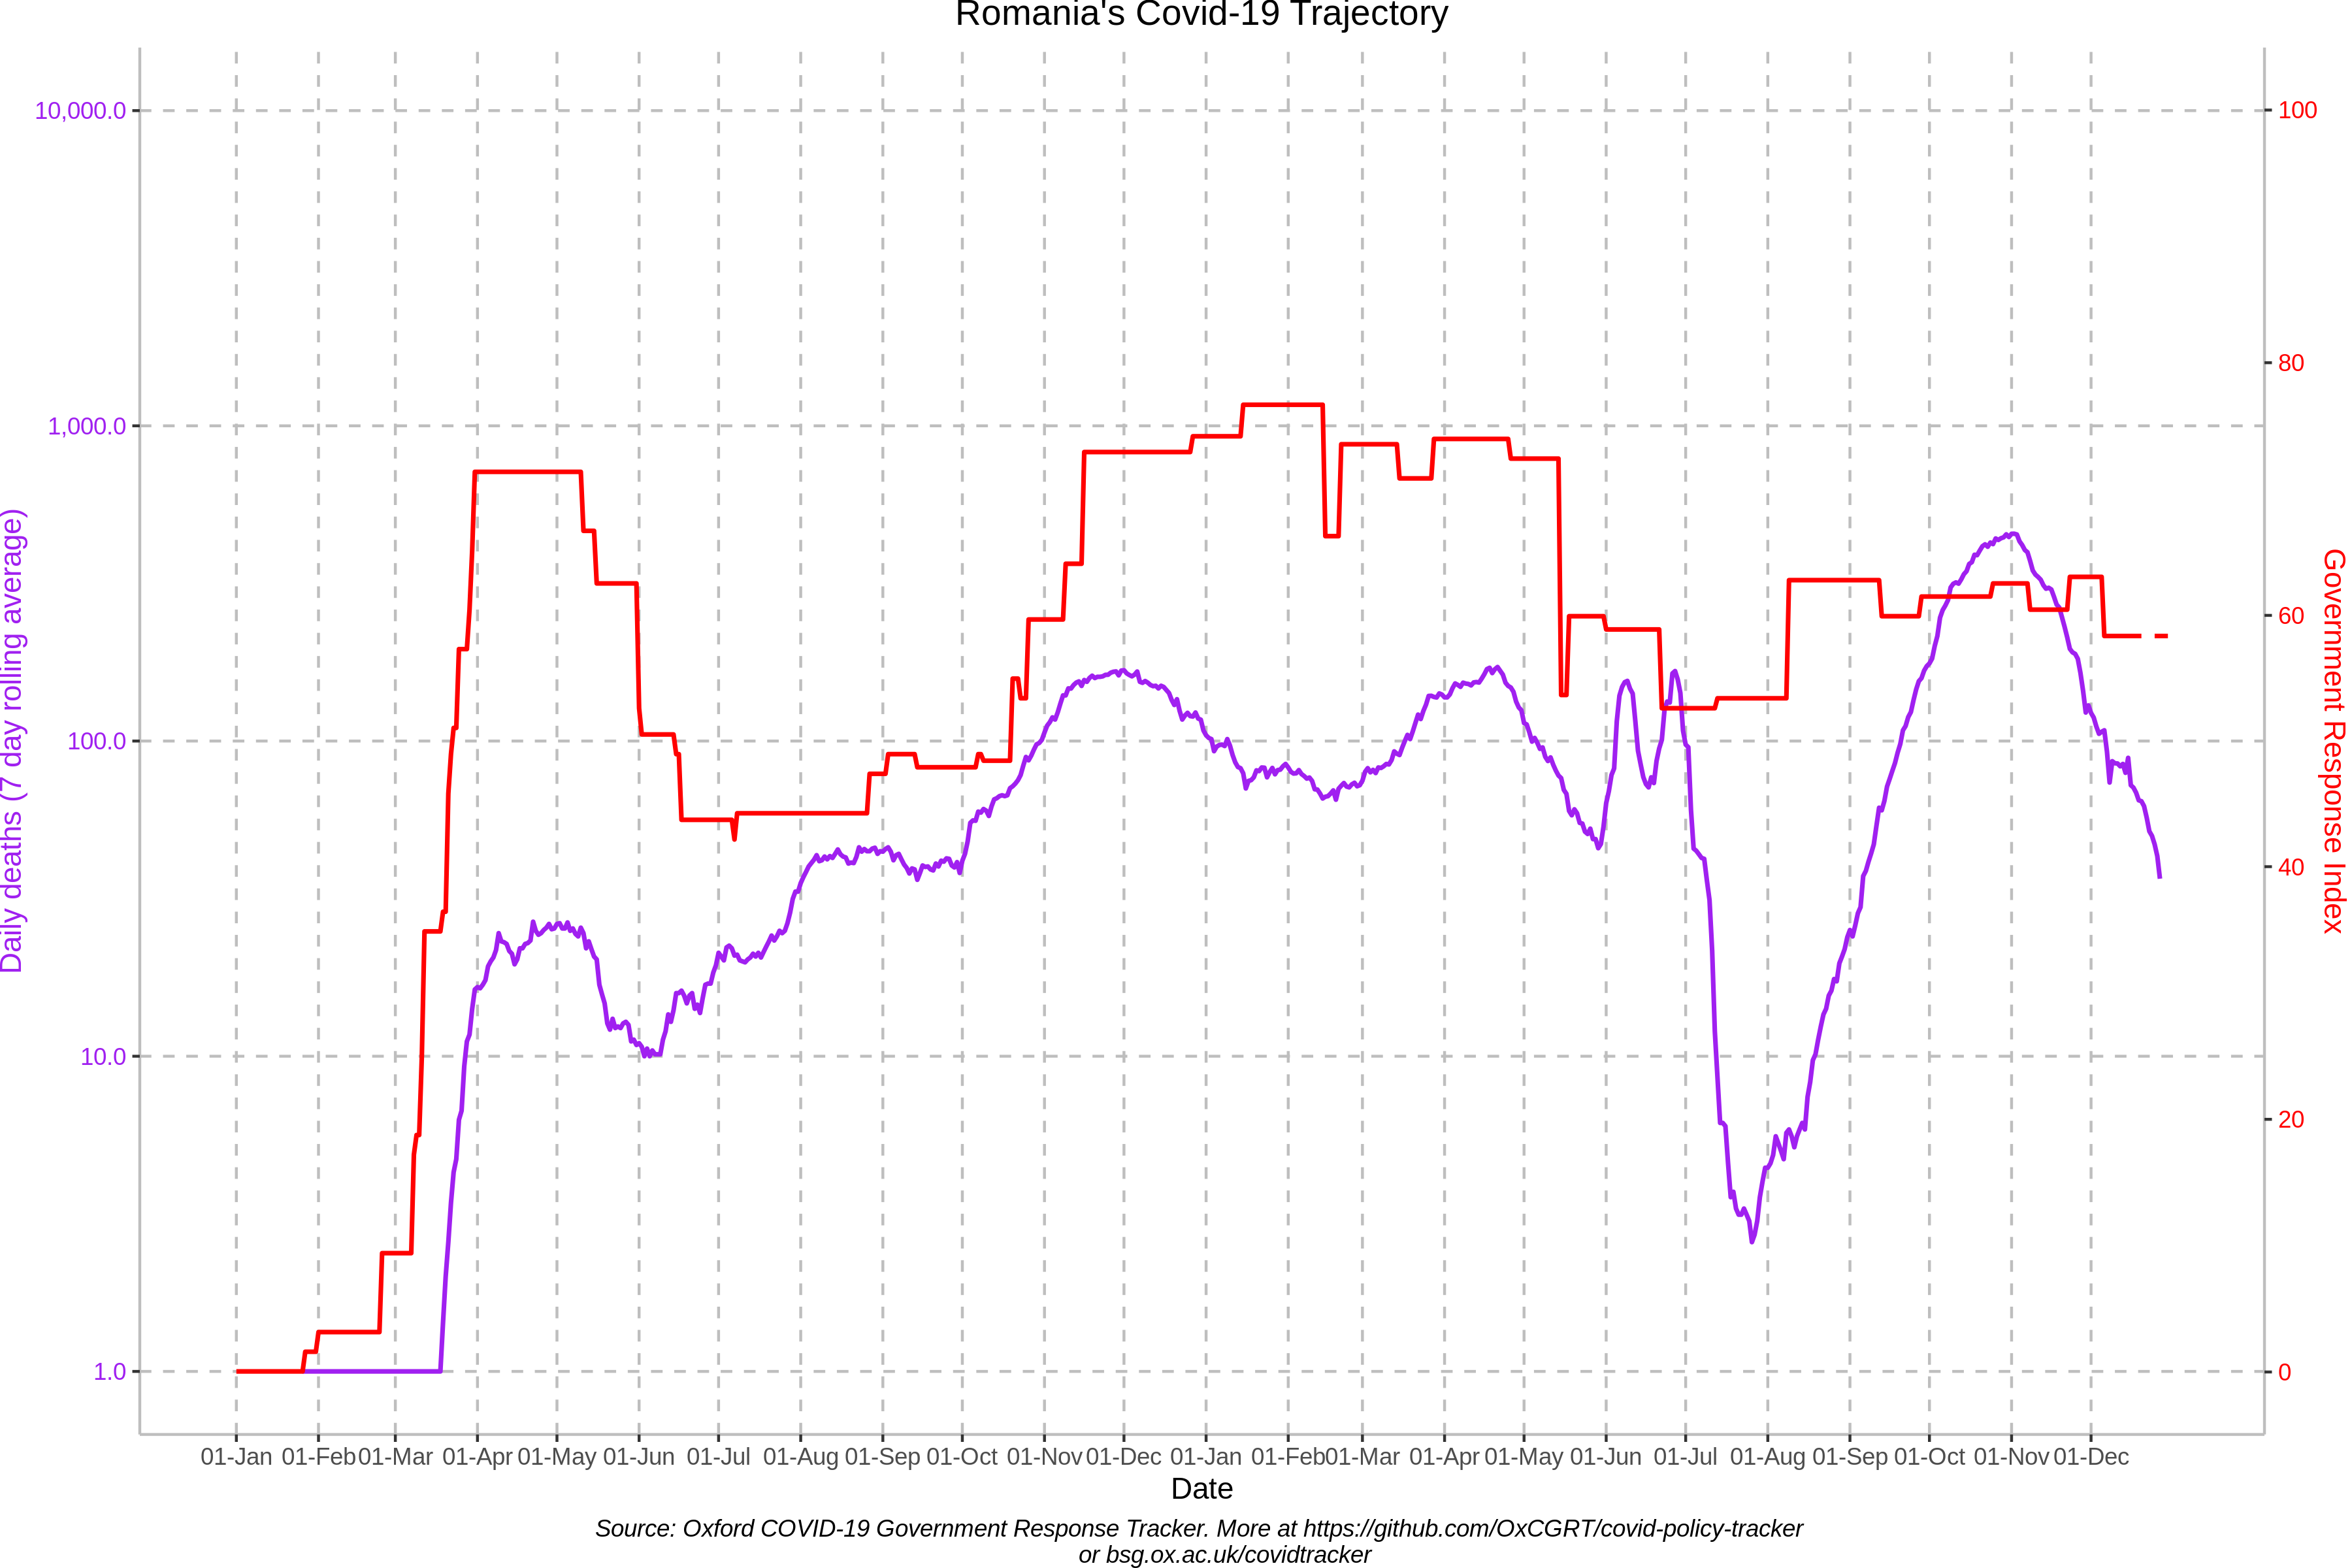 Romania's Covid-19 Trajectory
10,000.0
1,000.0
100.0
10.0
1.0
Daily deaths (7 day rolling average)
100
80
60
40
20
0
Government Response Index
01-Jan 01-Feb 01-Mar 01-Apr 01-May 01-Jun 01-Jul 01-Aug 01-Sep 01-Oct 01-Nov 01-Dec 01-Jan 01-Feb 01-Mar 01-Apr 01-May 01-Jun 01-Jul 01-Aug 01-Sep 01-Oct 01-Nov 01-Dec
Date
Source: Oxford COVID-19 Government Response Tracker. More at https://github.com/OxCGRT/covid-policy-tracker
or bsg.ox.ac.uk/covidtracker